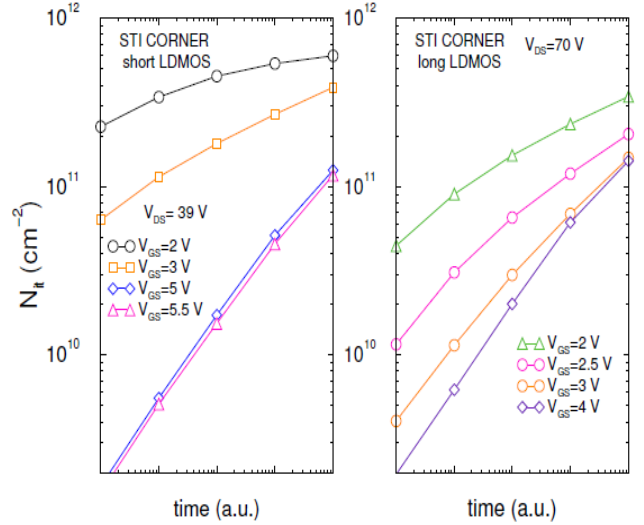 10¹²
10¹¹
10¹⁰
N_it (cm⁻²)
STI CORNER
short LDMOS
V_DS= 39 V
V_GS=2 V
V_GS=3 V
V_GS=5 V
V_GS=5.5 V
time (a.u.)
10¹²
10¹¹
10¹⁰
STI CORNER
long LDMOS
V_DS=70 V
V_GS=2 V
V_GS=2.5 V
V_GS=3 V
V_GS=4 V
time (a.u.)